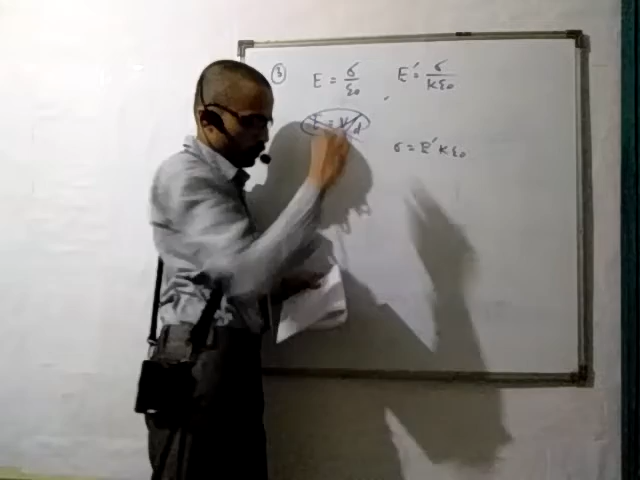 ③ E = σ/ε₀ E′ = σ/kε₀
E = V/d
σ = E′ k ε₀